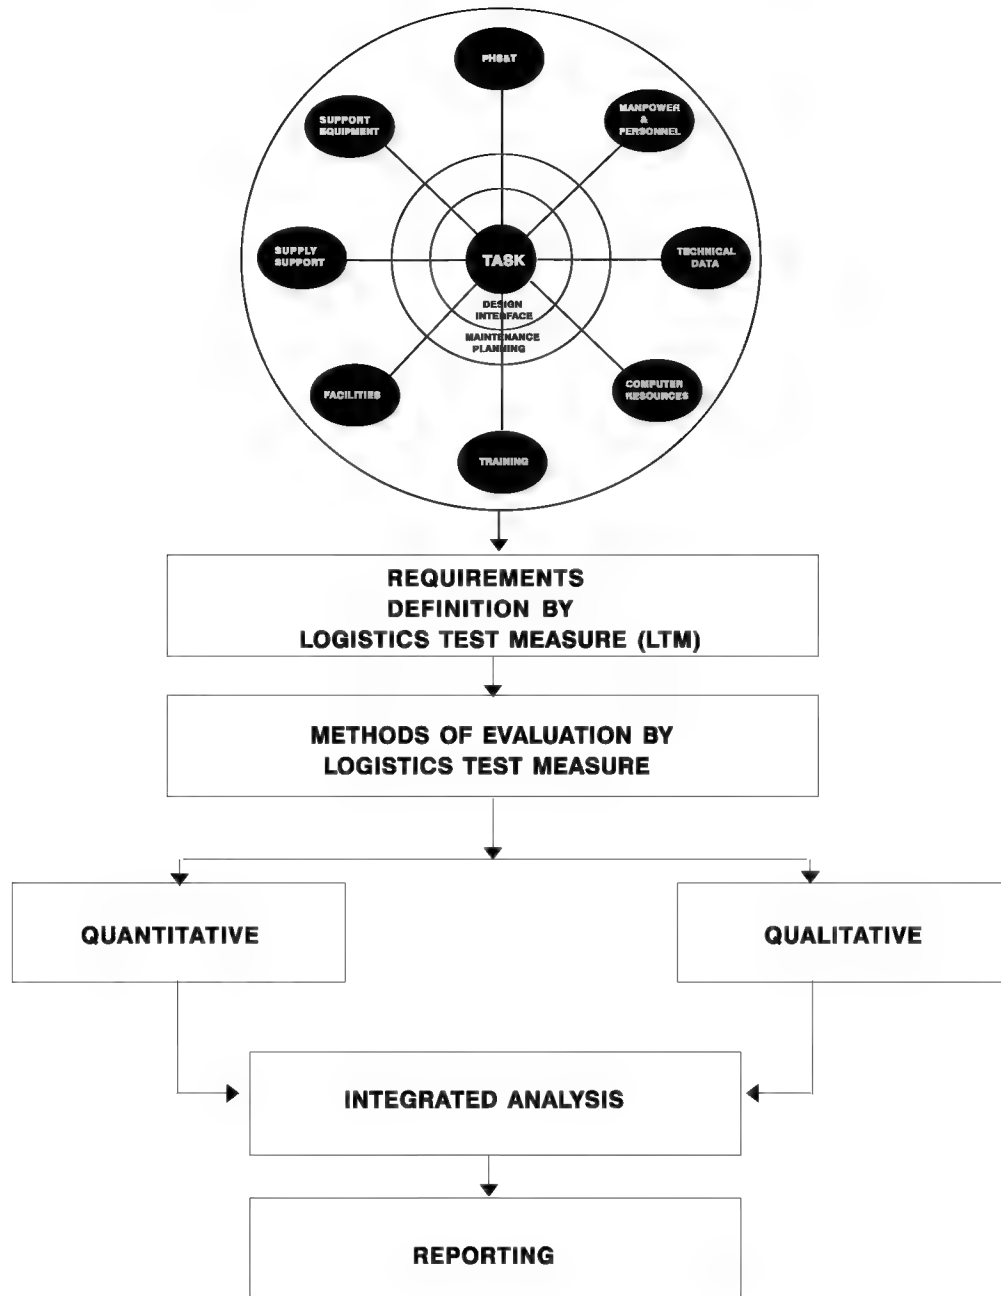 PHS&T
SUPPORT
EQUIPMENT
MANPOWER
&
PERSONNEL
SUPPLY
SUPPORT
TASK
TECHNICAL
DATA
DESIGN
INTERFACE
MAINTENANCE
PLANNING
FACILITIES
COMPUTER
RESOURCES
TRAINING
REQUIREMENTS
DEFINITION BY
LOGISTICS TEST MEASURE (LTM)
METHODS OF EVALUATION BY
LOGISTICS TEST MEASURE
QUANTITATIVE
QUALITATIVE
INTEGRATED ANALYSIS
REPORTING